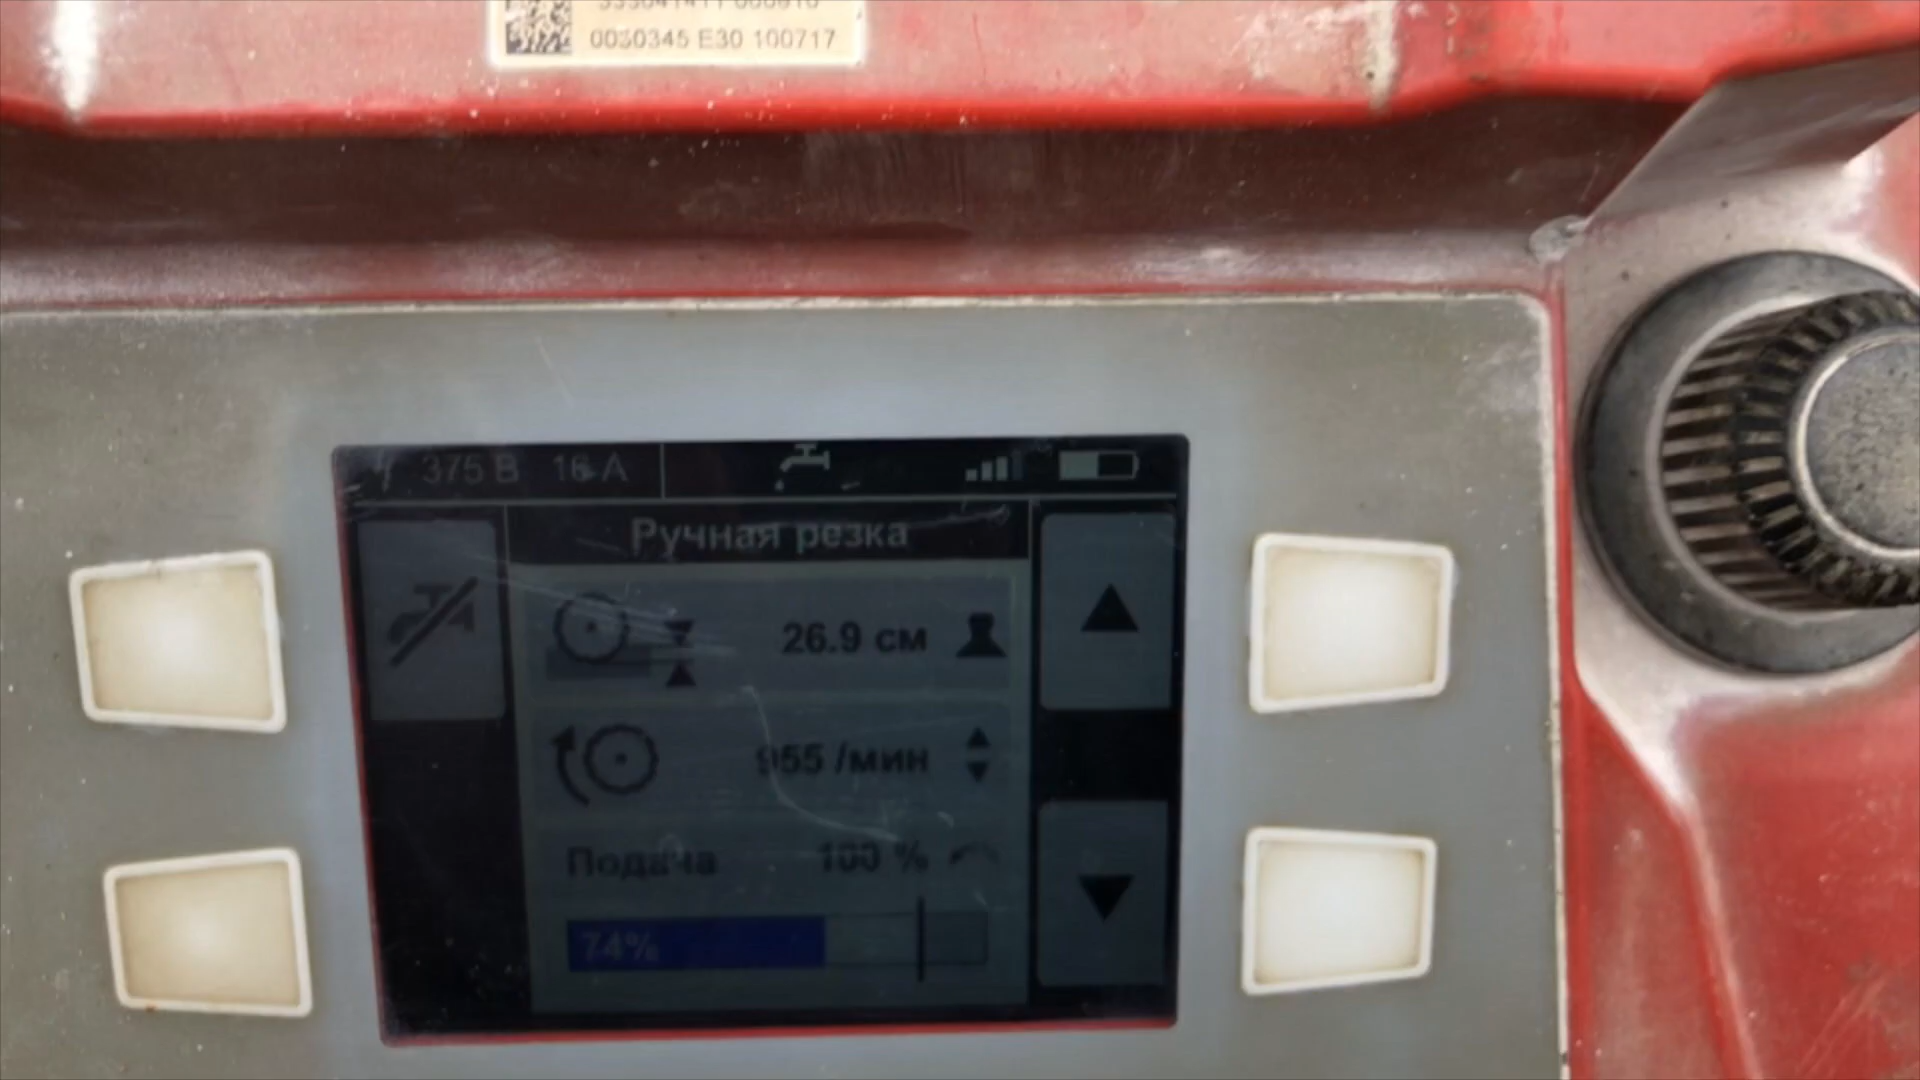 0030345 E30 100717
375 В 16 А
Ручная резка
26.9 см
955 /мин
Подача 100 %
74%